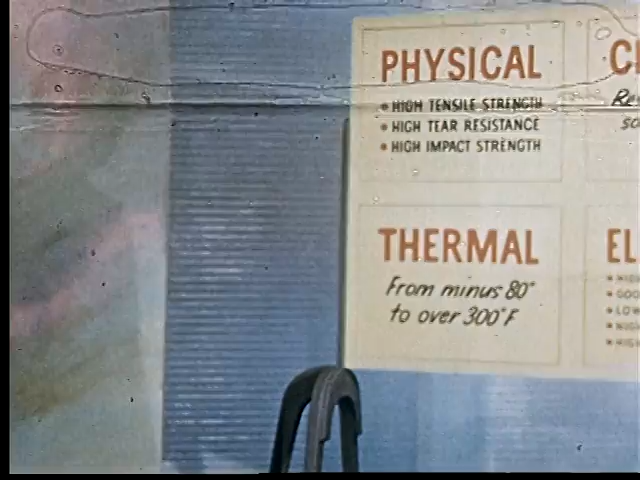 PHYSICAL
• HIGH TENSILE STRENGTH
• HIGH TEAR RESISTANCE
• HIGH IMPACT STRENGTH
THERMAL
From minus 80°
to over 300°F